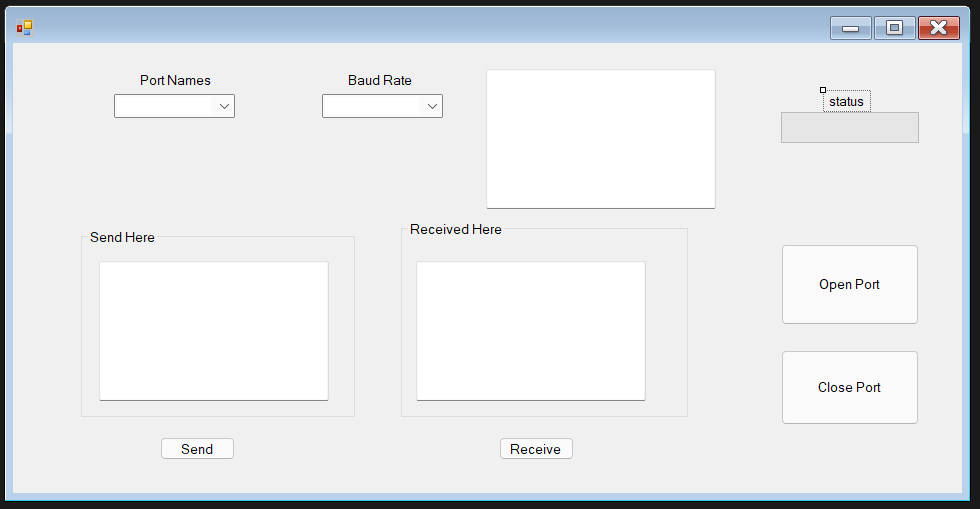 Port Names
Baud Rate
status
Send Here
Received Here
Open Port
Close Port
Send
Receive